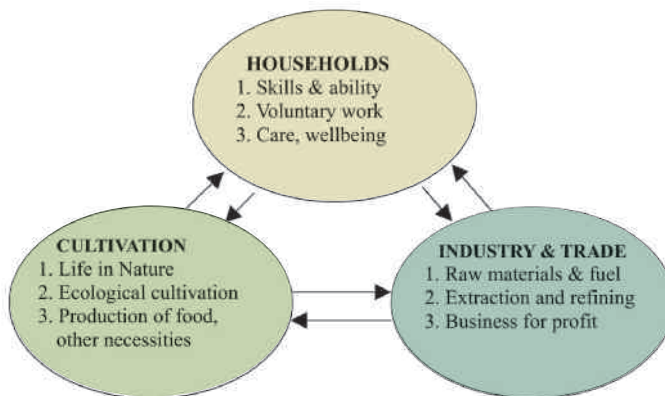 HOUSEHOLDS
1. Skills & ability
2. Voluntary work
3. Care, wellbeing
CULTIVATION
1. Life in Nature
2. Ecological cultivation
3. Production of food,
other necessities
INDUSTRY & TRADE
1. Raw materials & fuel
2. Extraction and refining
3. Business for profit